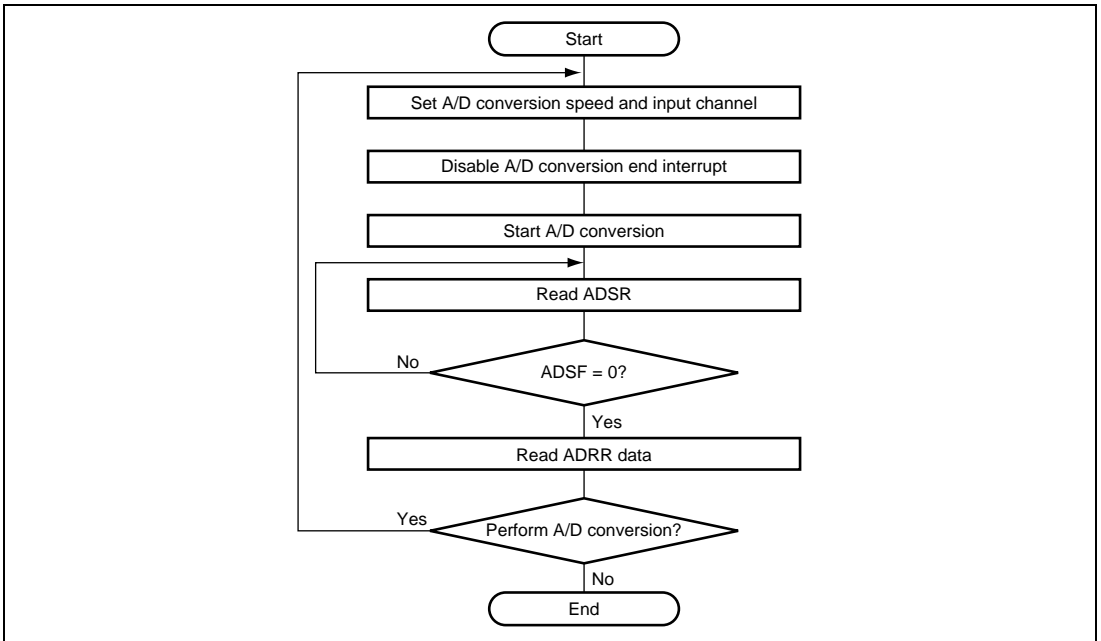 Start
Set A/D conversion speed and input channel
Disable A/D conversion end interrupt
Start A/D conversion
Read ADSR
No
ADSF = 0?
Yes
Read ADRR data
Yes
Perform A/D conversion?
No
End